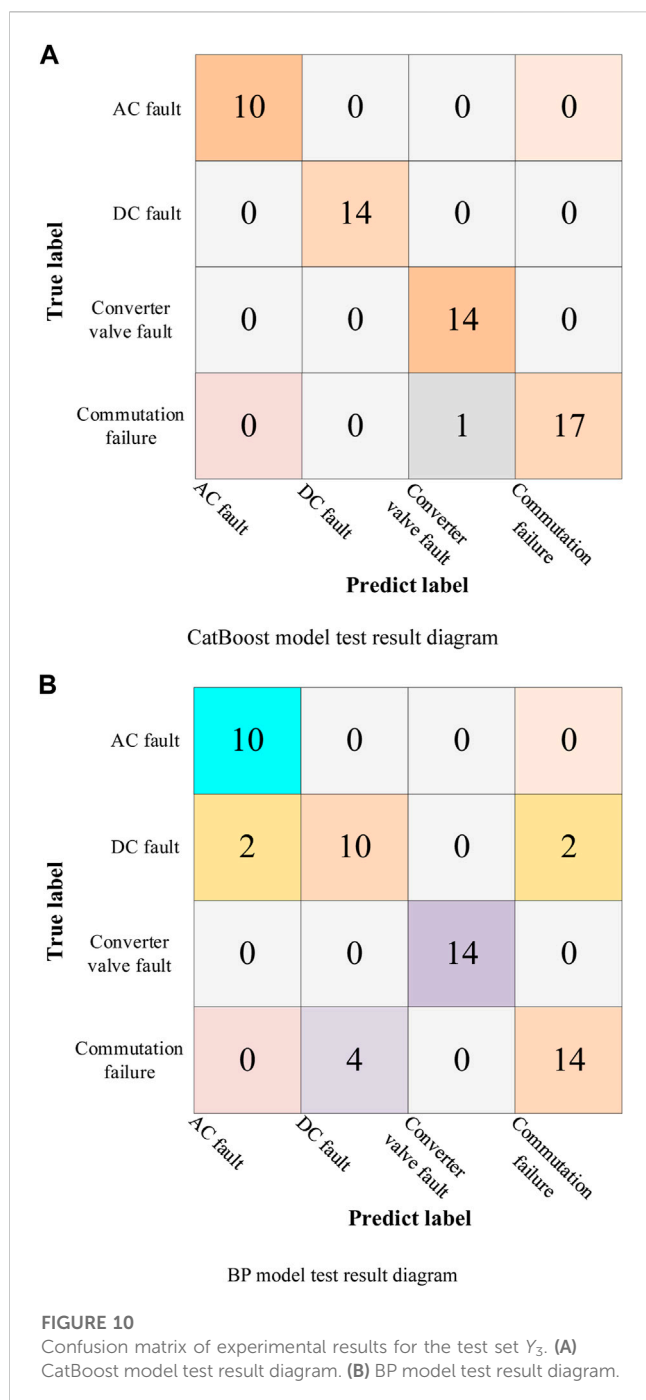 A
True label
AC fault
10 0 0 0
DC fault
0 14 0 0
Converter
valve fault
0 0 14 0
Commutation
failure
0 0 1 17
AC fault
DC fault
Converter
valve fault
Commutation
failure
Predict label
CatBoost model test result diagram
B
True label
AC fault
10 0 0 0
DC fault
2 10 0 2
Converter
valve fault
0 0 14 0
Commutation
failure
0 4 0 14
AC fault
DC fault
Converter
valve fault
Commutation
failure
Predict label
BP model test result diagram
FIGURE 10
Confusion matrix of experimental results for the test set Y₃. (A)
CatBoost model test result diagram. (B) BP model test result diagram.